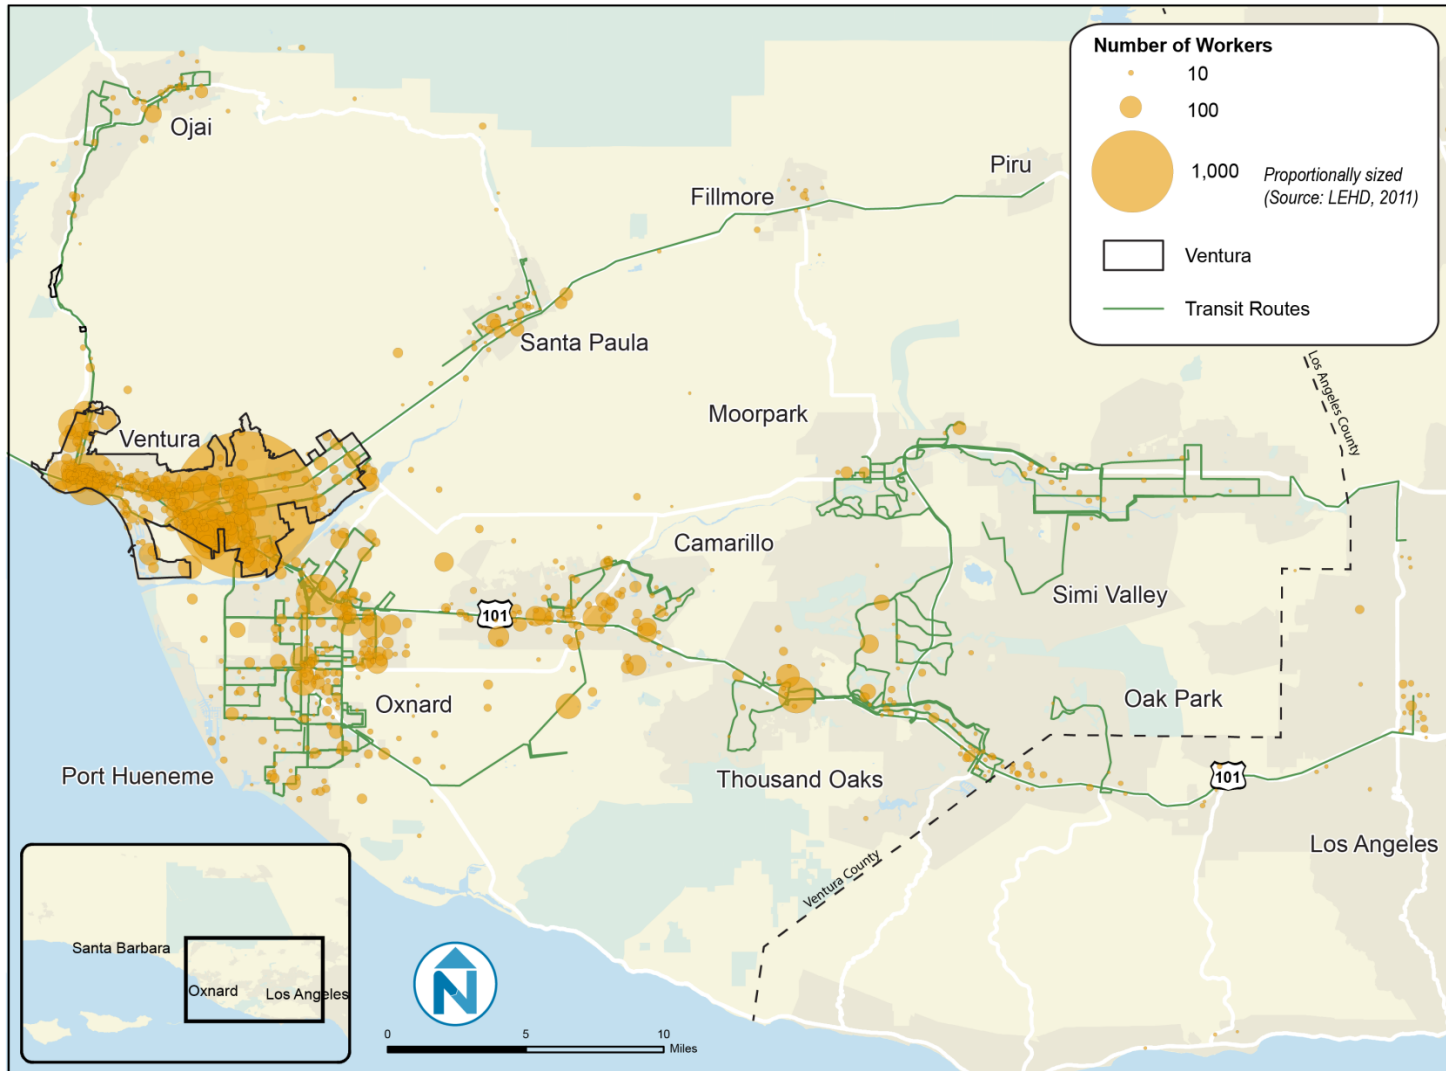 Number of Workers
10
100
1,000
Proportionally sized
(Source: LEHD, 2011)
Ventura
Transit Routes
Ojai
Piru
Fillmore
Santa Paula
Los Angeles County
Moorpark
Ventura
Camarillo
101
Simi Valley
Oxnard
Oak Park
Port Hueneme
Thousand Oaks
101
Los Angeles
Ventura County
Santa Barbara
Oxnard
Los Angeles
N
0
5
10
Miles